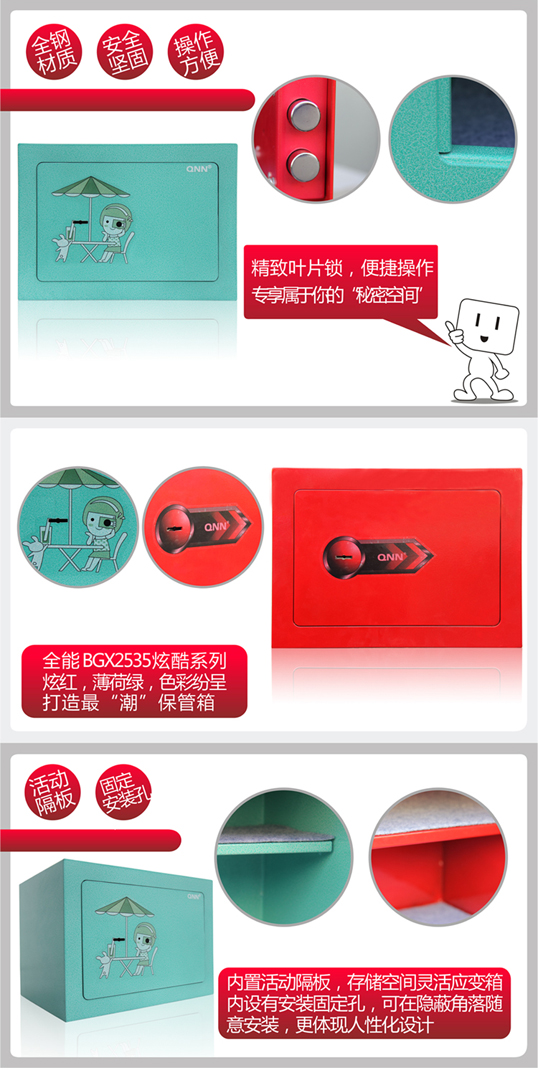 全钢
材质
安全
坚固
操作
方便
QNN®
精致叶片锁，便捷操作
专享属于你的“秘密空间”
QNN®
QNN®
全能BGX2535炫酷系列
炫红，薄荷绿，色彩纷呈
打造最“潮”保管箱
活动
隔板
固定
安装孔
QNN®
内置活动隔板，存储空间灵活应变箱
内设有安装固定孔，可在隐蔽角落随
意安装，更体现人性化设计